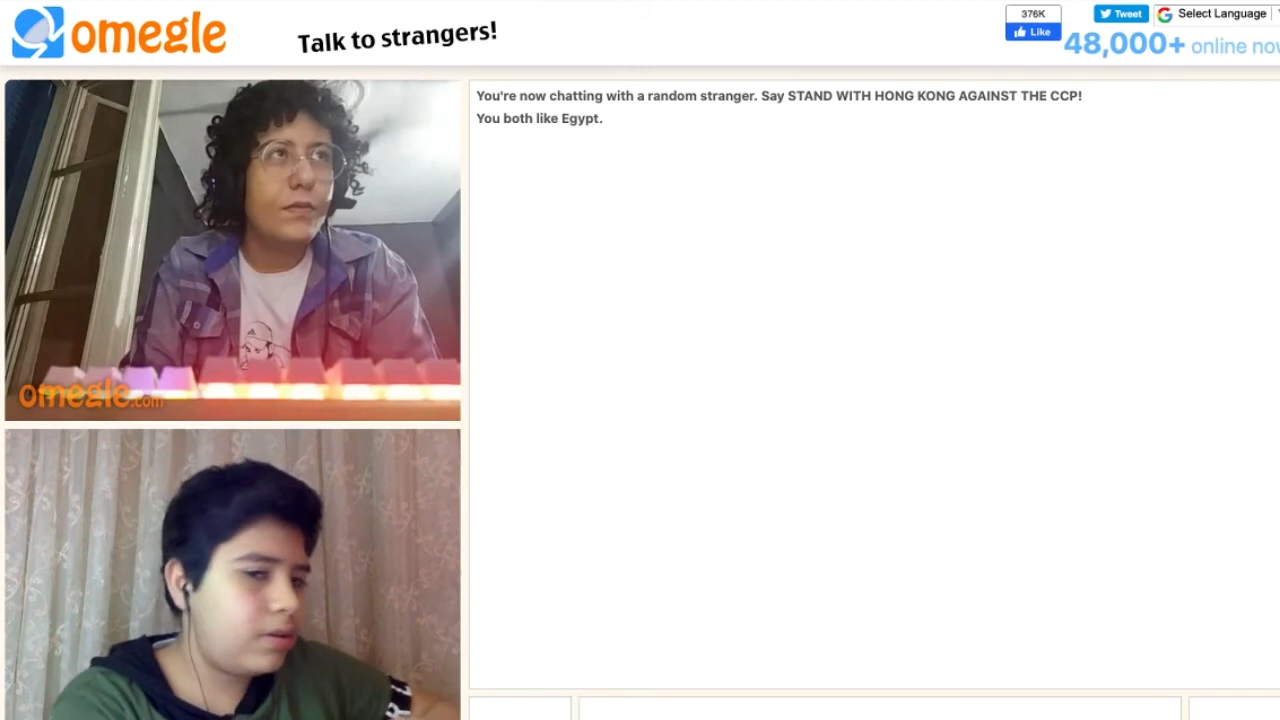 omegle
Talk to strangers!
376K
Like
Tweet
Select Language
48,000+ online now
You're now chatting with a random stranger. Say STAND WITH HONG KONG AGAINST THE CCP!
You both like Egypt.
omegle.com